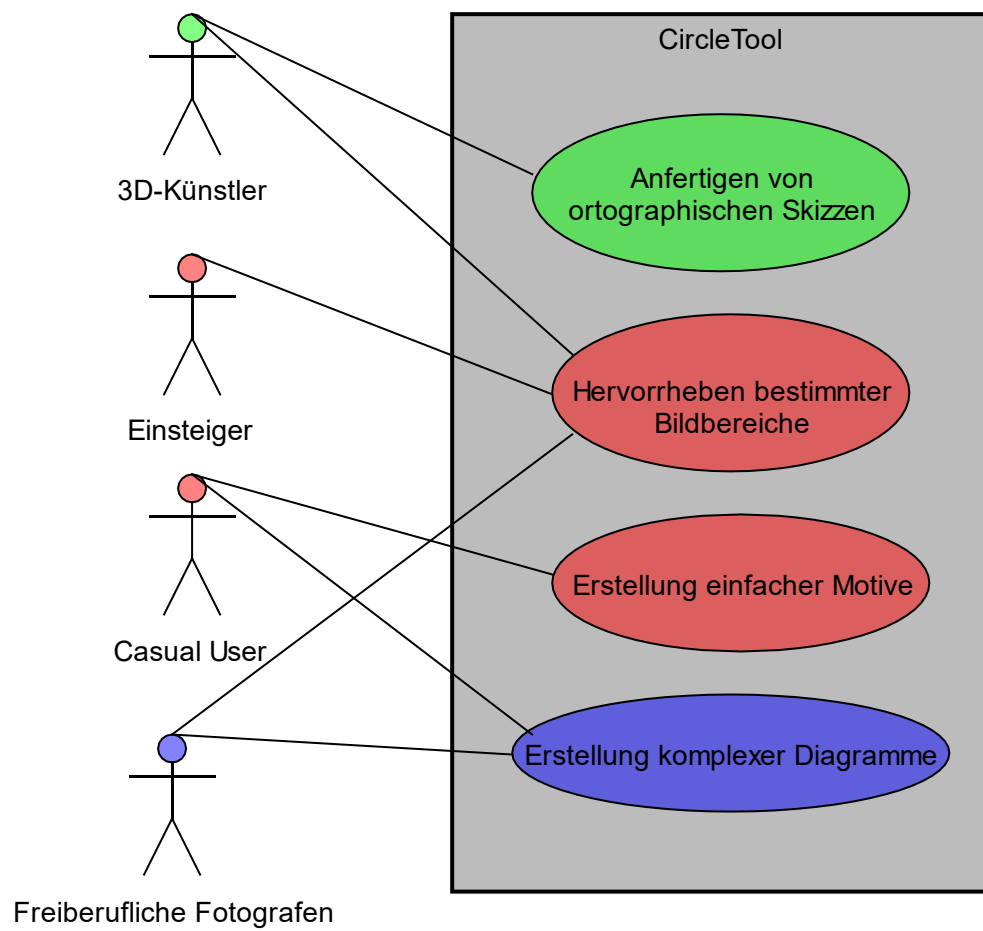 CircleTool
3D-Künstler
Anfertigen von
ortographischen Skizzen
Einsteiger
Hervorrheben bestimmter
Bildbereiche
Casual User
Erstellung einfacher Motive
Freiberufliche Fotografen
Erstellung komplexer Diagramme